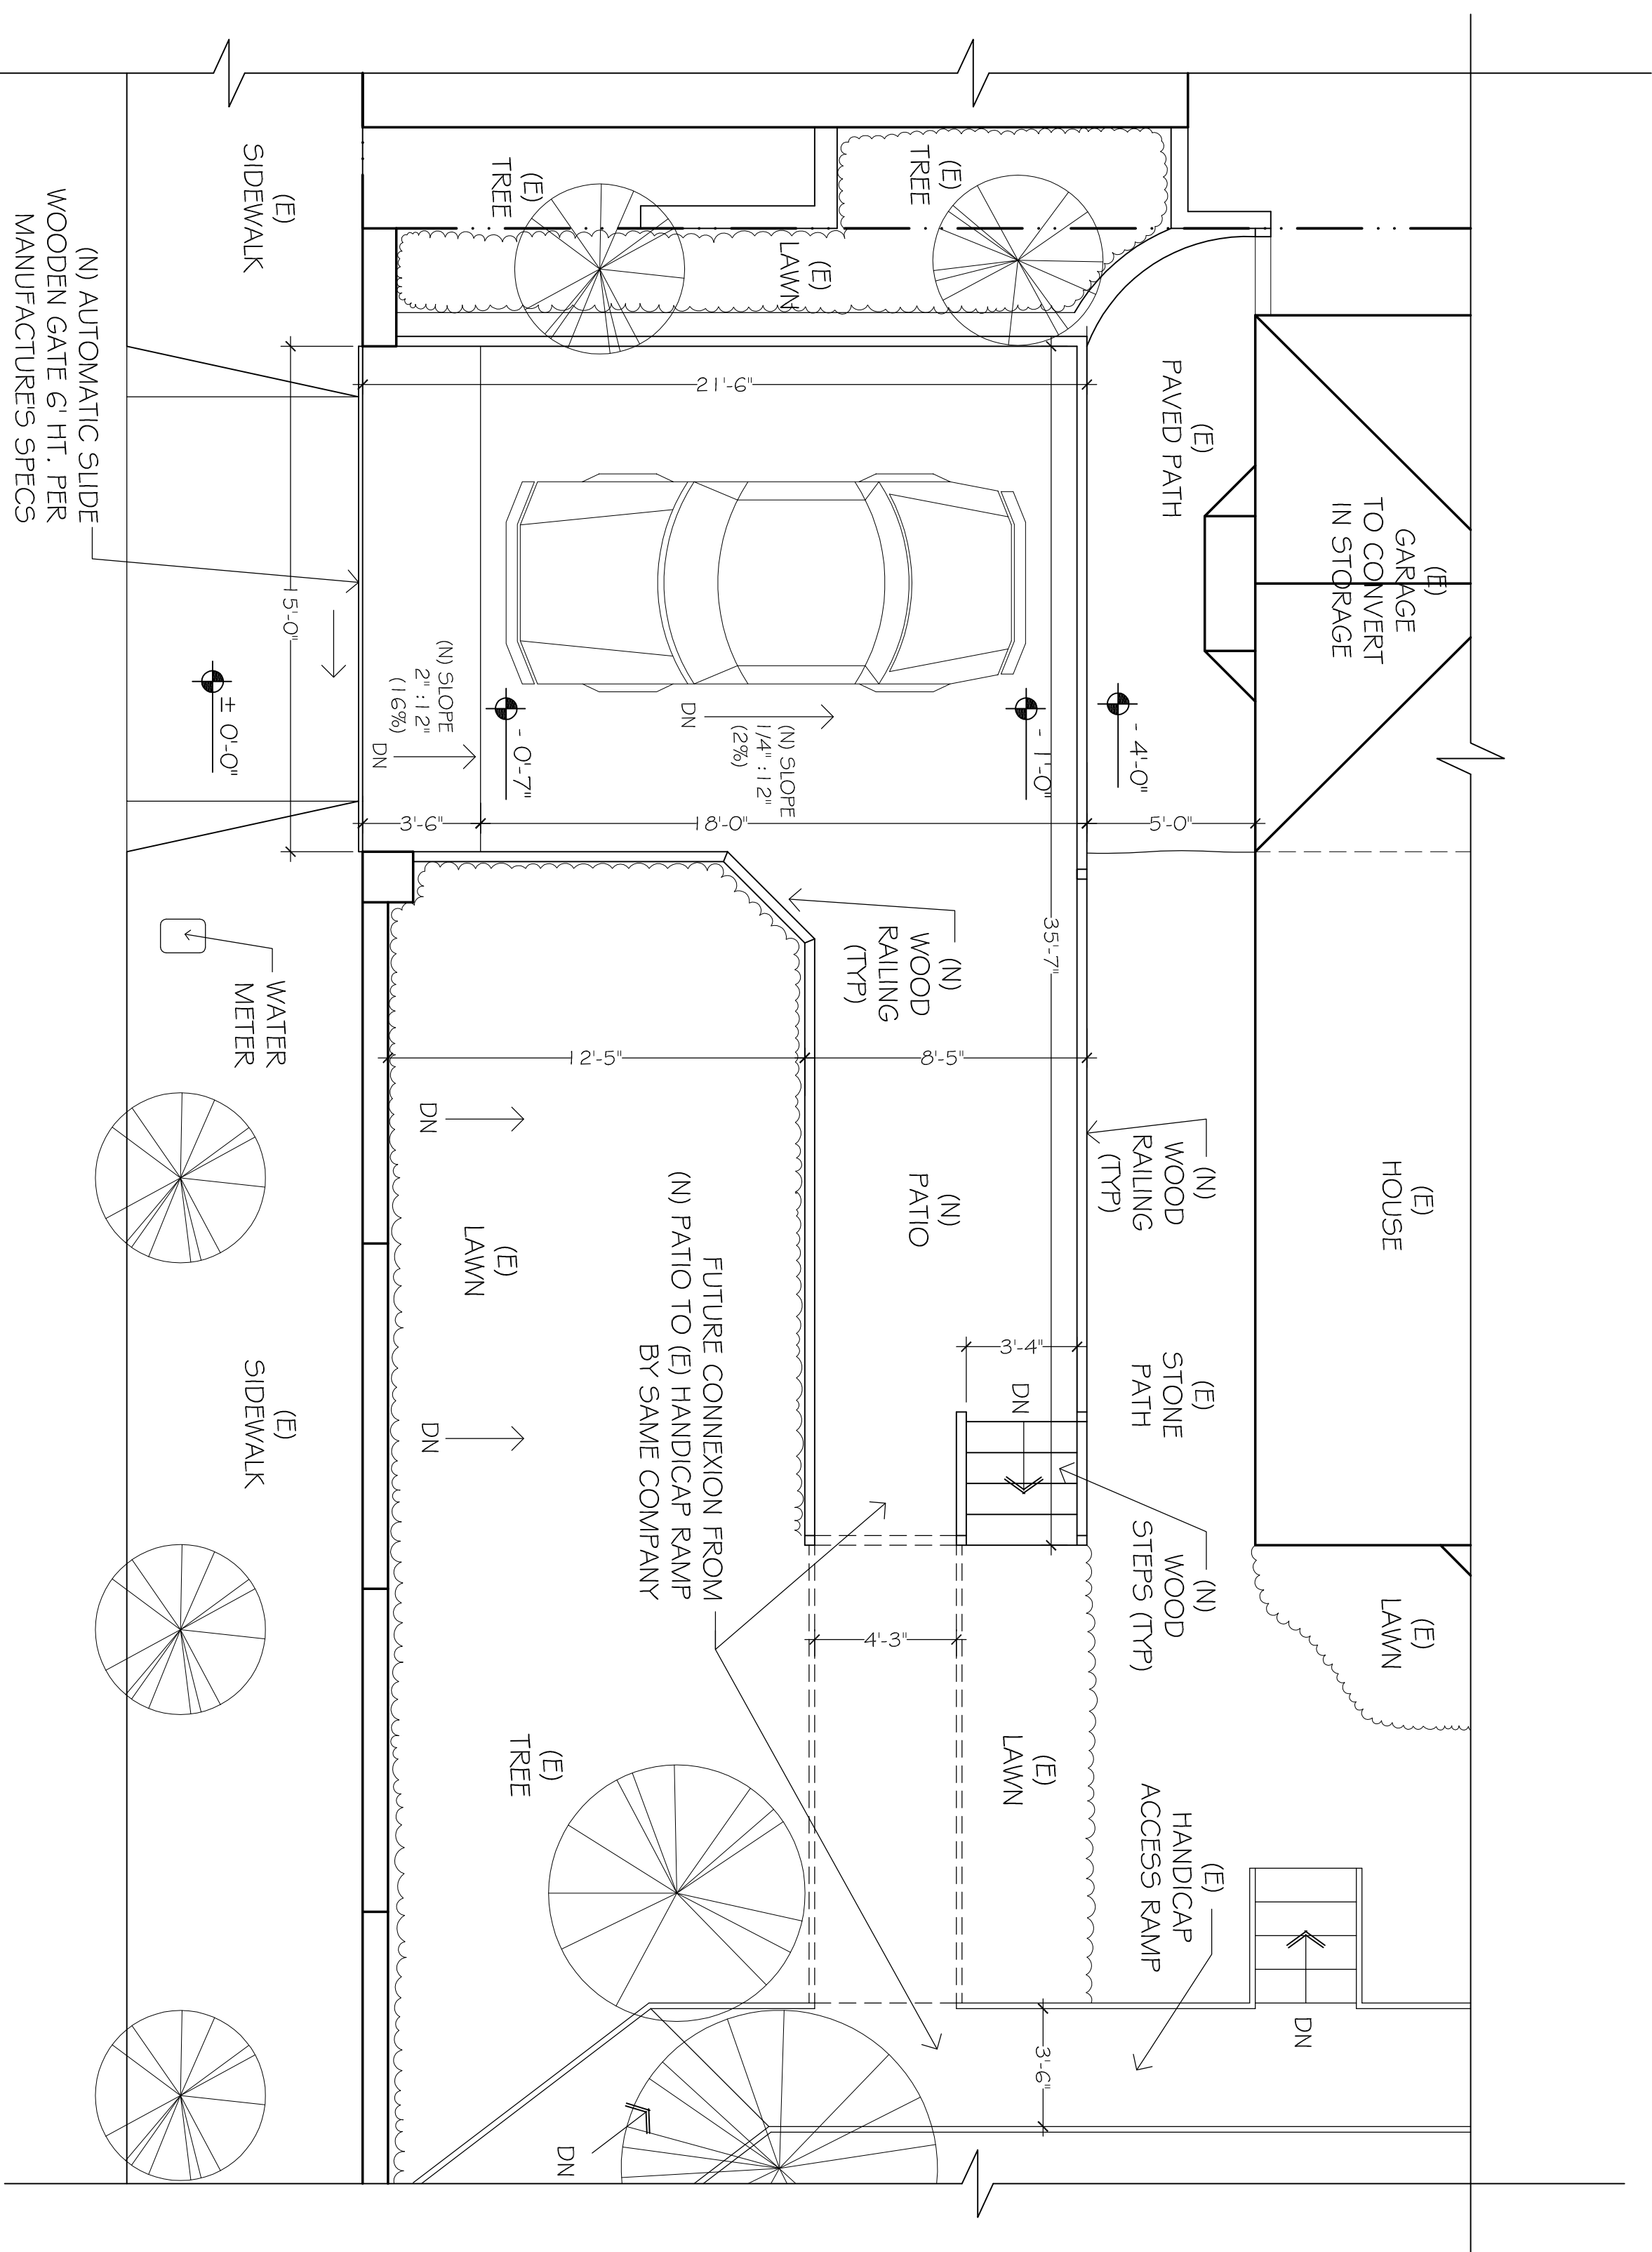 (E)
HOUSE
(E)
LAWN
(E)
GARAGE
TO CONVERT
IN STORAGE
DN
(E)
PAVED PATH
5'-0"
- 4'-0"
(N)
WOOD
RAILING
(TYP)
(E)
STONE
PATH
(N)
WOOD
STEPS (TYP)
(E)
HANDICAP
ACCESS RAMP
35'-7"
- 1'-0"
3'-4"
DN
(E)
LAWN
3'-6"
(E)
TREE
(N)
WOOD
RAILING
(TYP)
8'-5"
(N)
PATIO
4'-3"
(E)
LAWN
21'-6"
18'-0"
(N) SLOPE
1/4" :12"
(2%)
DN
FUTURE CONNEXION FROM
(N) PATIO TO (E) HANDICAP RAMP
BY SAME COMPANY
12'-5"
(E)
TREE
- 0'-7"
(E)
LAWN
(E)
TREE
DN
(N) SLOPE
2" :12"
(16%)
DN
3'-6"
DN
DN
15'-0"
(E)
SIDEWALK
± 0'-0"
WATER
METER
(E)
SIDEWALK
(N) AUTOMATIC SLIDE
WOODEN GATE 6' HT. PER
MANUFACTURE'S SPECS